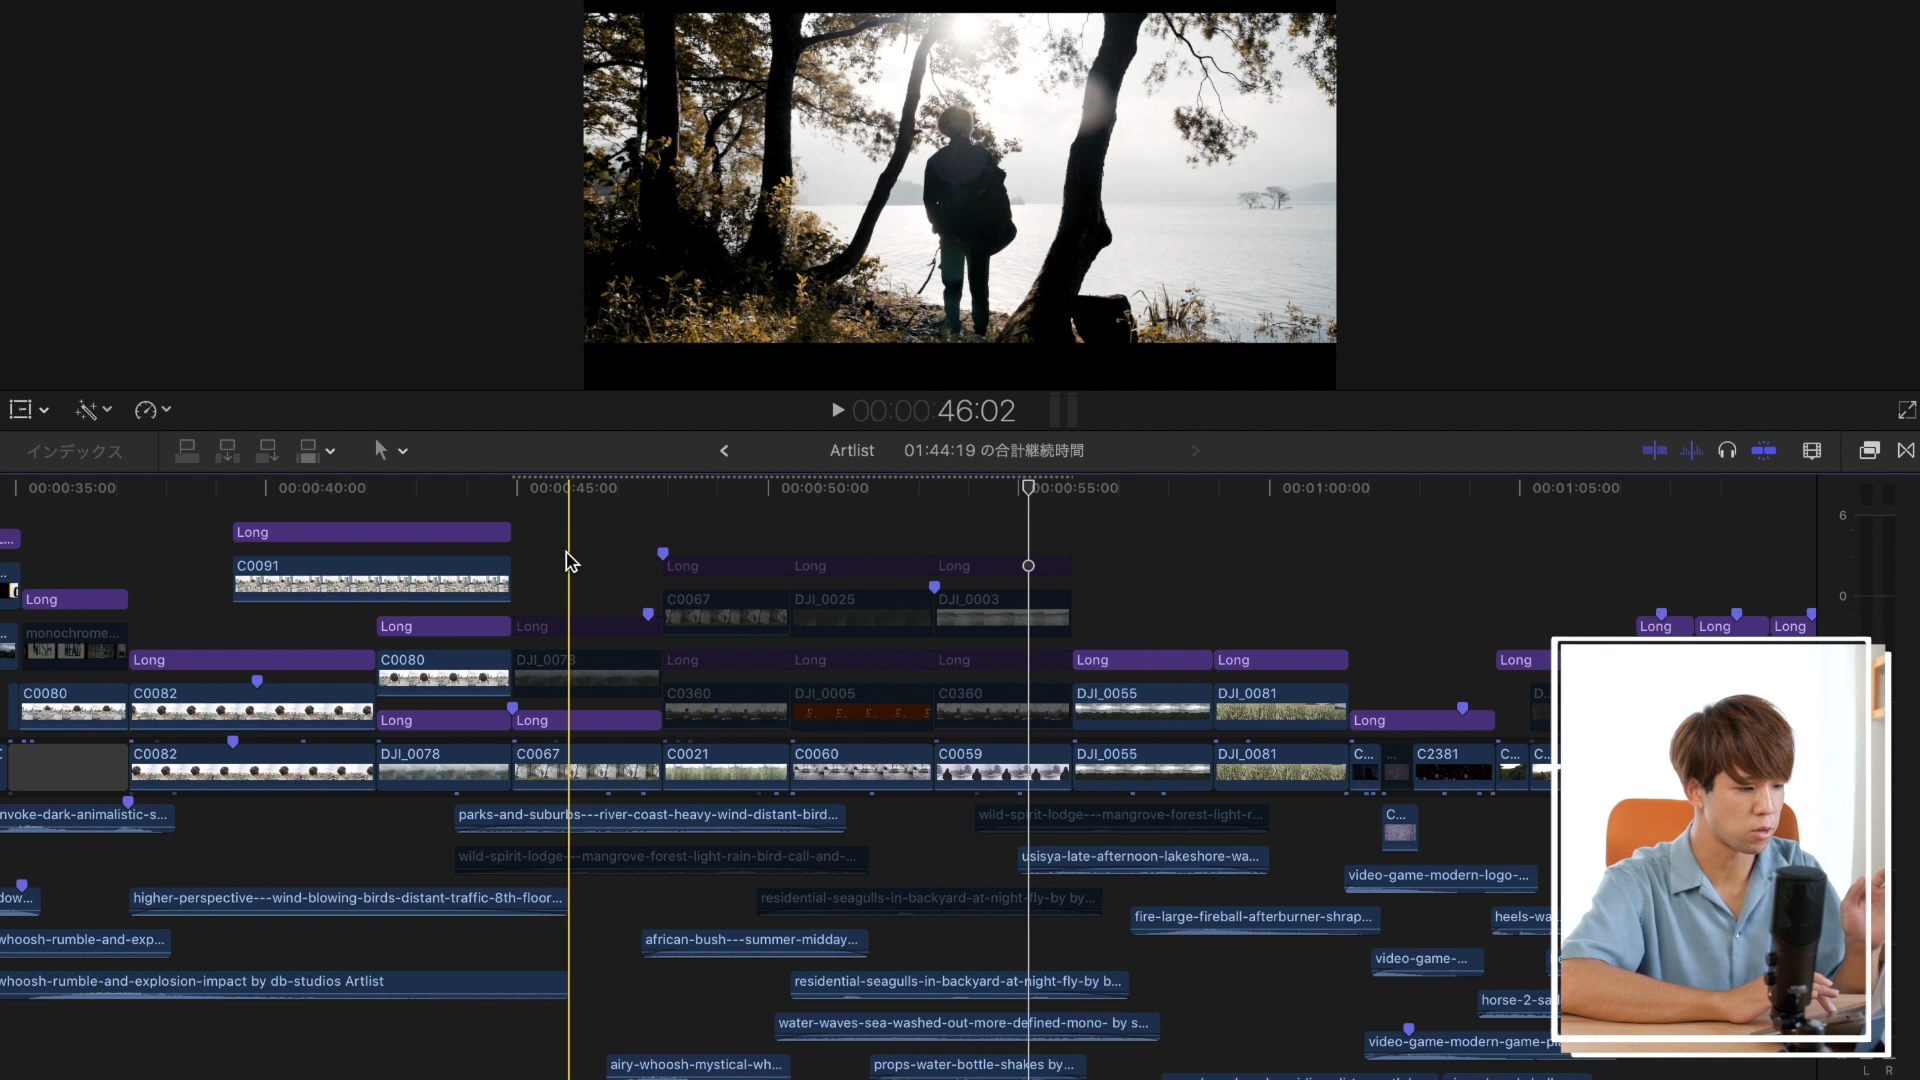 00:00:46:02
インデックス
Artlist 01:44:19 の合計継続時間
00:00:35:00 00:00:40:00 00:00:45:00 00:00:50:00 00:00:55:00 00:01:00:00 00:01:05:00
6
0
Long
C0091
Long Long Long
Long
C0067 DJI_0025 DJI_0003
Long Long Long Long Long
monochrome...
Long C0080 DJI_0078 Long Long Long Long Long Long
C0080 C0082 C0360 DJI_0005 C0360 DJI_0055 DJI_0081 D...
Long Long Long
C0082 DJI_0078 C0067 C0021 C0060 C0059 DJI_0055 DJI_0081 C... ... C2381 C... C...
nvoke-dark-animalistic-s... parks-and-suburbs---river-coast-heavy-wind-distant-bird... wild-spirit-lodge---mangrove-forest-light-r... C...
wild-spirit-lodge---mangrove-forest-light-rain-bird-call-and-... usisya-late-afternoon-lakeshore-wa...
video-game-modern-logo-...
dow... higher-perspective---wind-blowing-birds-distant-traffic-8th-floor... residential-seagulls-in-backyard-at-night-fly-by by...
fire-large-fireball-afterburner-shrap... heels-wa
whoosh-rumble-and-exp... african-bush---summer-midday...
video-game-...
whoosh-rumble-and-explosion-impact by db-studios Artlist residential-seagulls-in-backyard-at-night-fly-by b...
horse-2-sa
water-waves-sea-washed-out-more-defined-mono- by s...
video-game-modern-game-pl
airy-whoosh-mystical-wh... props-water-bottle-shakes by...
L R